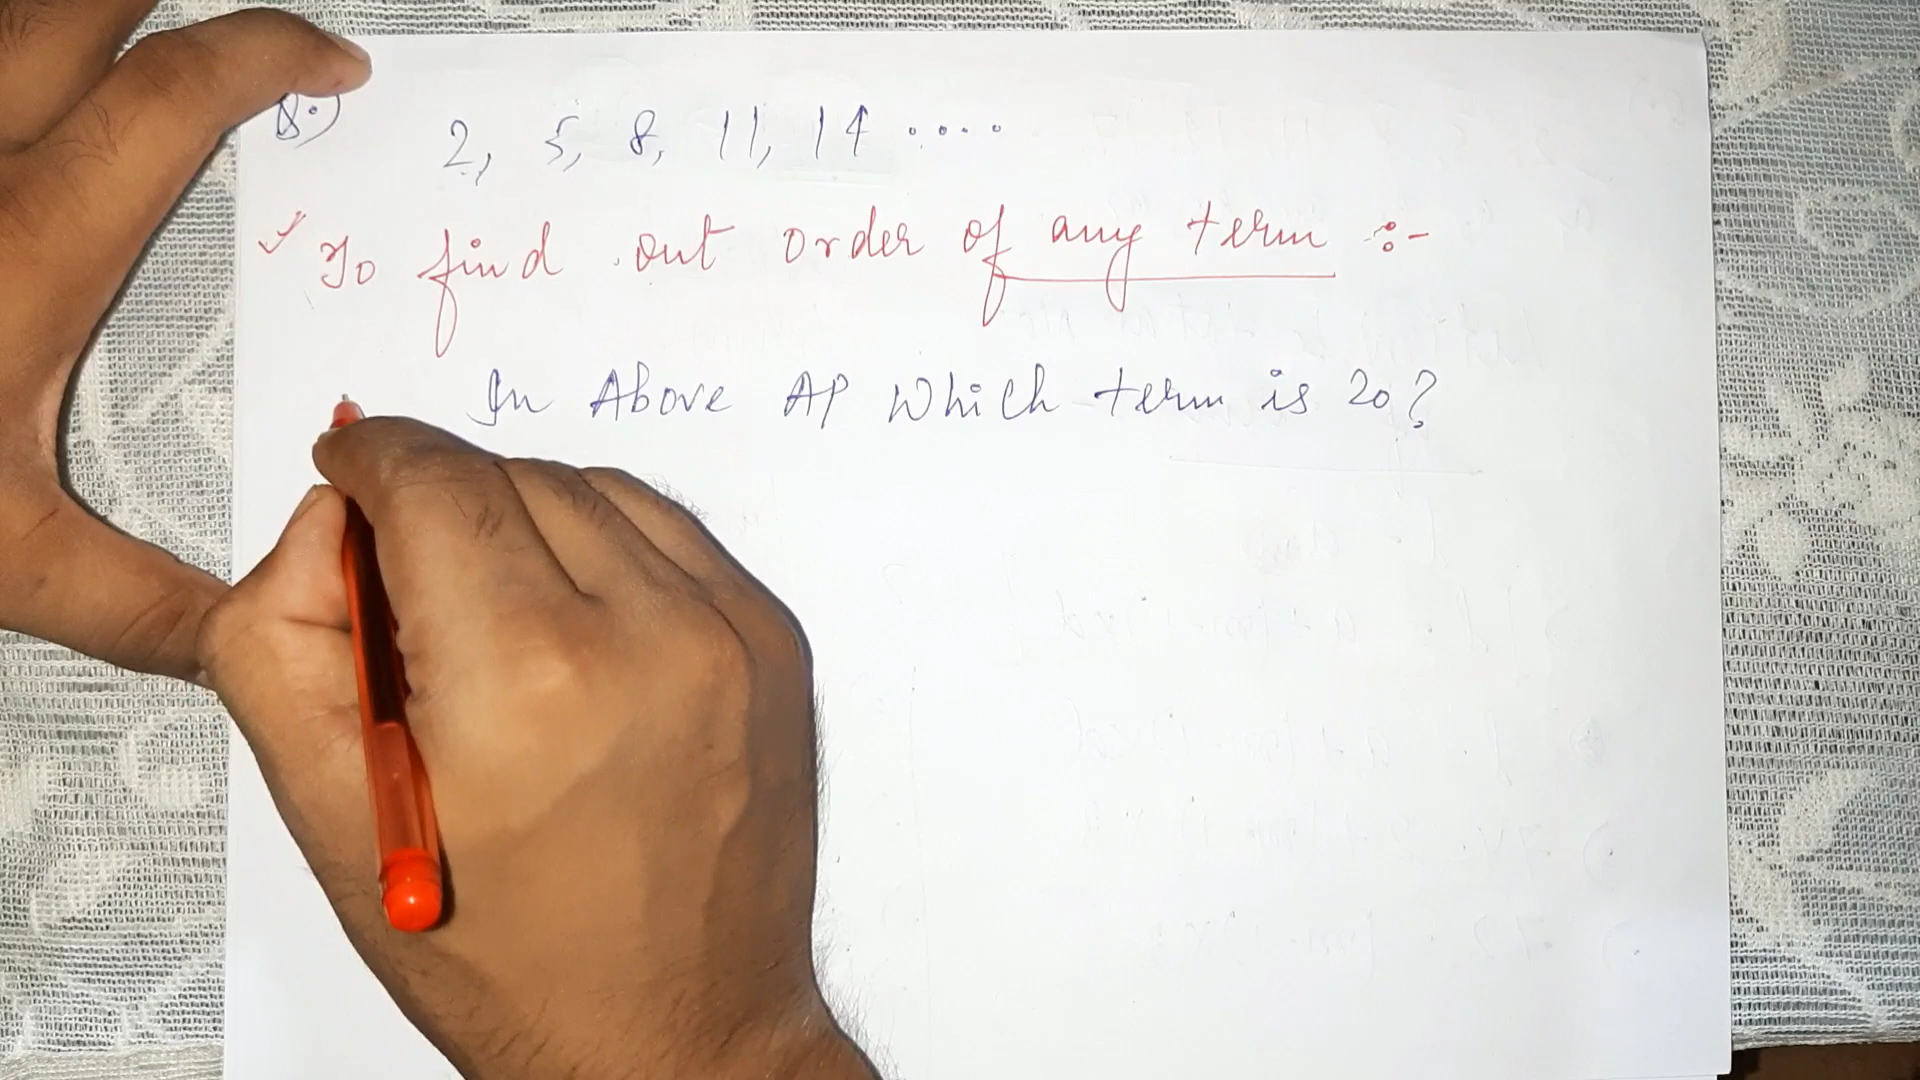 Q.)
2, 5, 8, 11, 14 ....
✓ To find out order of any term :-
In Above AP Which term is 20?